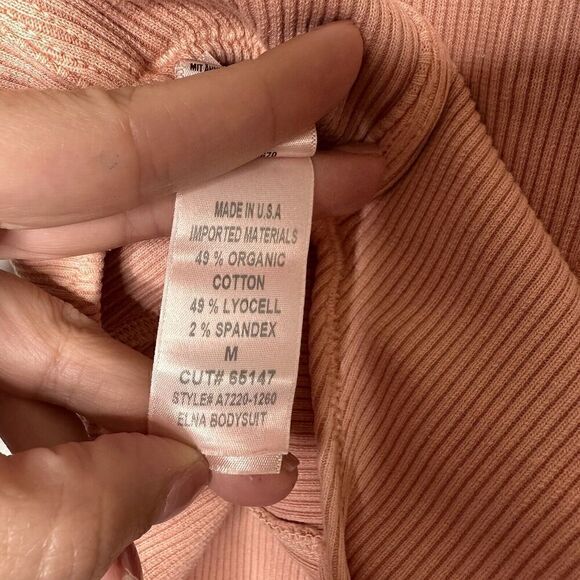 MADE IN U.S.A
IMPORTED MATERIALS
49 % ORGANIC
COTTON
49 % LYOCELL
2 % SPANDEX
M
CUT# 65147
STYLE# A7220-1260
ELNA BODYSUIT